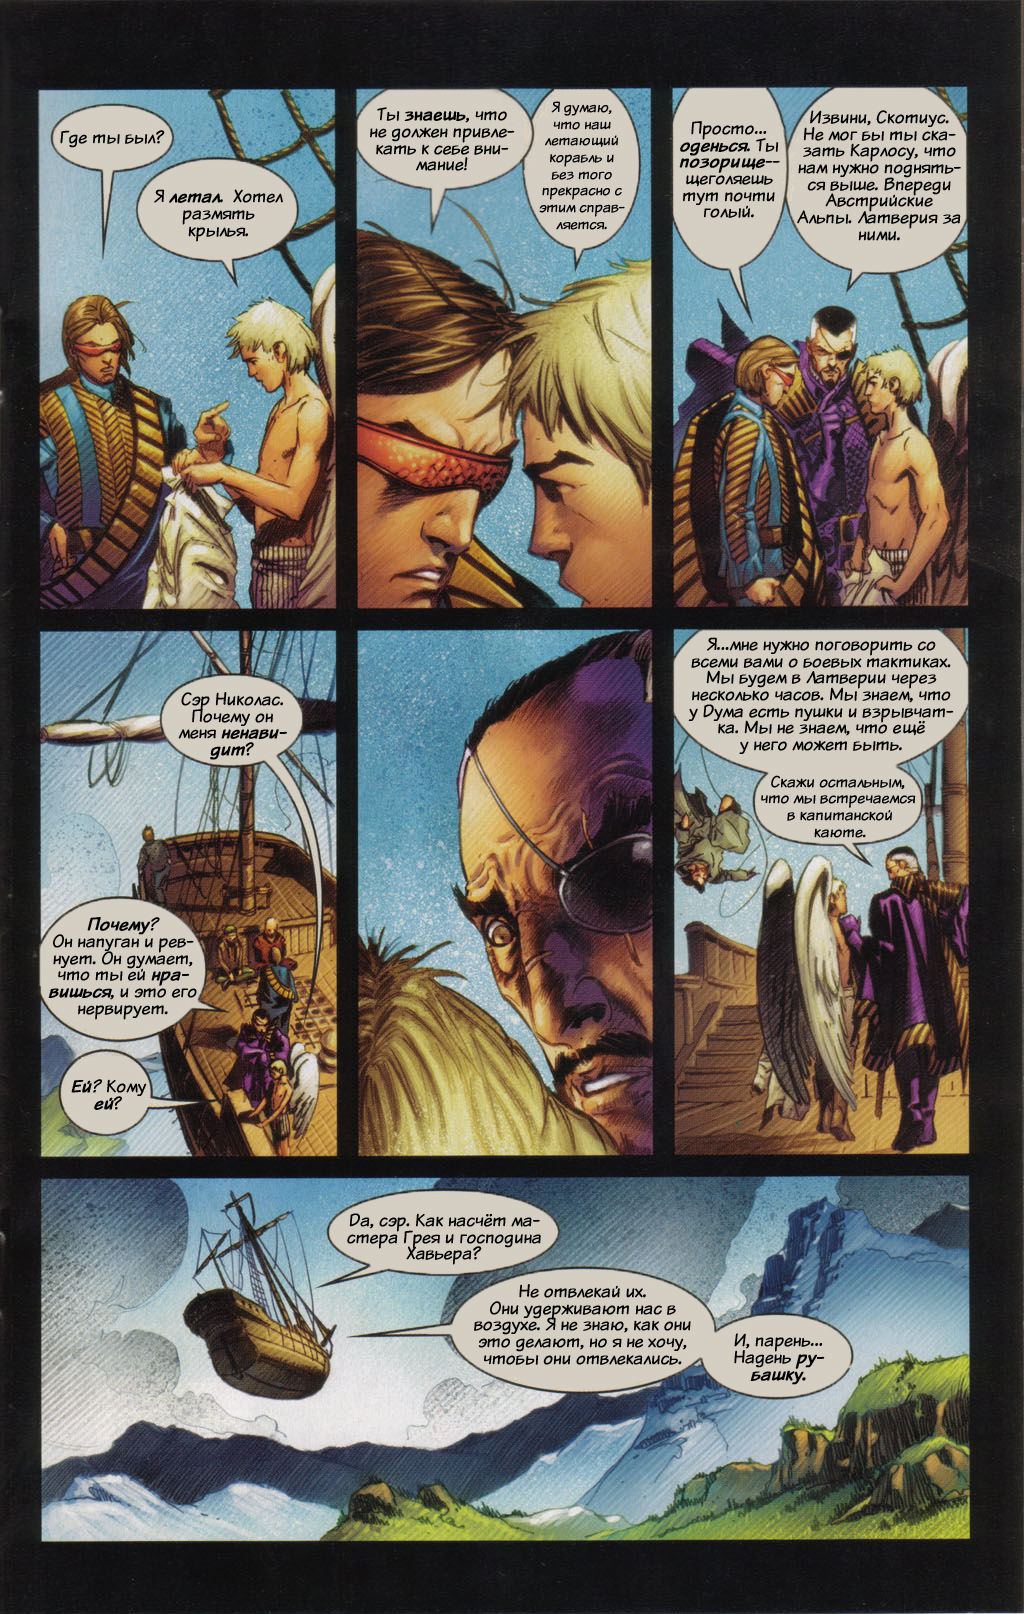 Где ты был?
Я летал. Хотел
размять
крылья.
Ты знаешь, что
не должен привле-
кать к себе вни-
мание!
Я думаю,
что наш
летающий
корабль и
без того
прекрасно с
этим справ-
ляется.
Просто...
оденься. Ты
позорище--
щеголяешь
тут почти
голый.
Извини, Скотиус.
Не мог бы ты ска-
зать Карлосу, что
нам нужно поднять-
ся выше. Впереди
Австрийские
Альпы. Латверия за
ними.
Сэр Николас.
Почему он
меня ненави-
дит?
Почему?
Он напуган и рев-
нует. Он думает,
что ты ей нра-
вишься, и это его
нервирует.
Ей? Кому
ей?
Я...мне нужно поговорить со
всеми вами о боевых тактиках.
Мы будем в Латверии через
несколько часов. Мы знаем, что
у Дума есть пушки и взрывчат-
ка. Мы не знаем, что ещё
у него может быть.
Скажи остальным,
что мы встречаемся
в капитанской
каюте.
Да, сэр. Как насчёт ма-
стера Грея и господина
Хавьера?
Не отвлекай их.
Они удерживают нас в
воздухе. Я не знаю, как они
это делают, но я не хочу,
чтобы они отвлекались.
И, парень...
Надень ру-
башку.